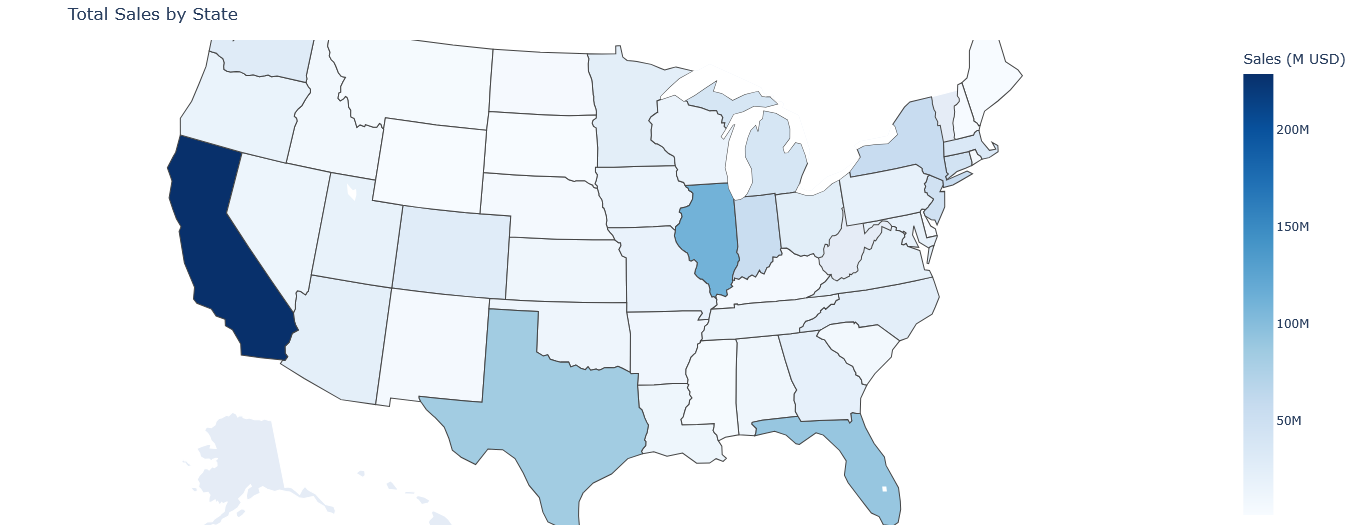 Total Sales by State
Sales (M USD)
200M
150M
100M
50M